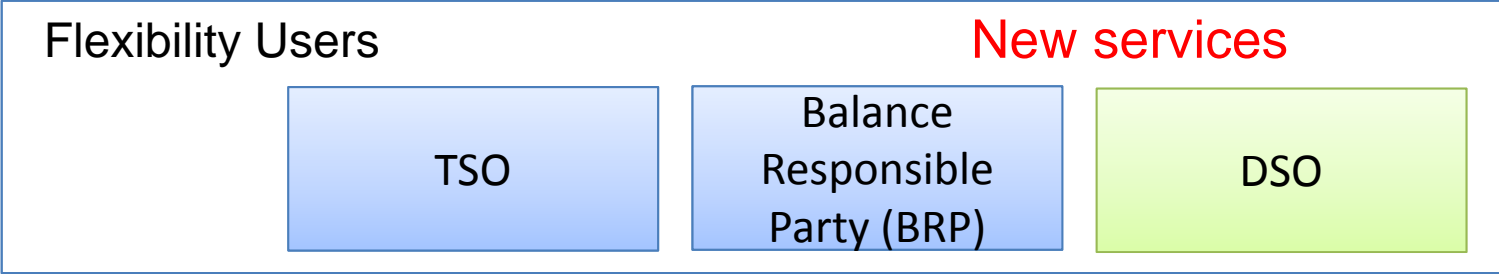 Flexibility Users
New services
TSO
Balance
Responsible
Party (BRP)
DSO